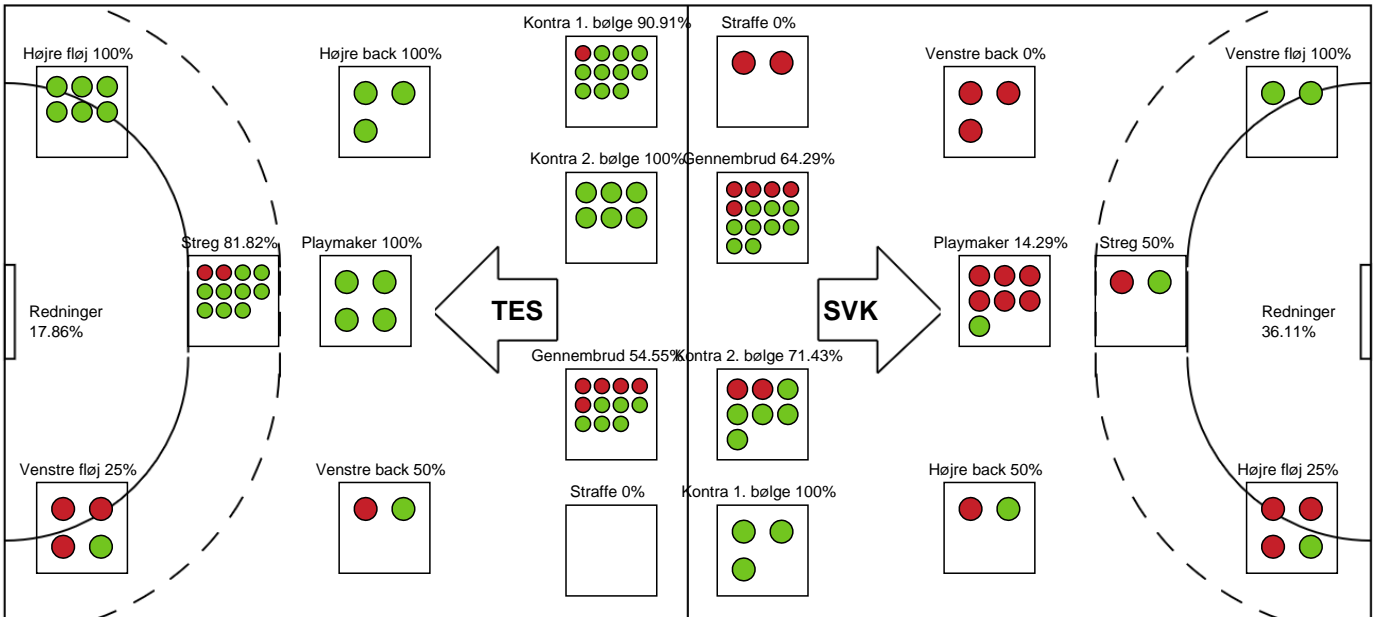 Kontra 1. bølge 90.91%
Straffe 0%
Højre fløj 100%
Højre back 100%
Venstre back 0%
Venstre fløj 100%
Kontra 2. bølge 100%
Gennembrud 64.29%
Streg 81.82%
Playmaker 100%
Playmaker 14.29%
Streg 50%
Redninger
17.86%
TES
SVK
Redninger
36.11%
Gennembrud 54.55%
Kontra 2. bølge 71.43%
Venstre fløj 25%
Venstre back 50%
Straffe 0%
Kontra 1. bølge 100%
Højre back 50%
Højre fløj 25%